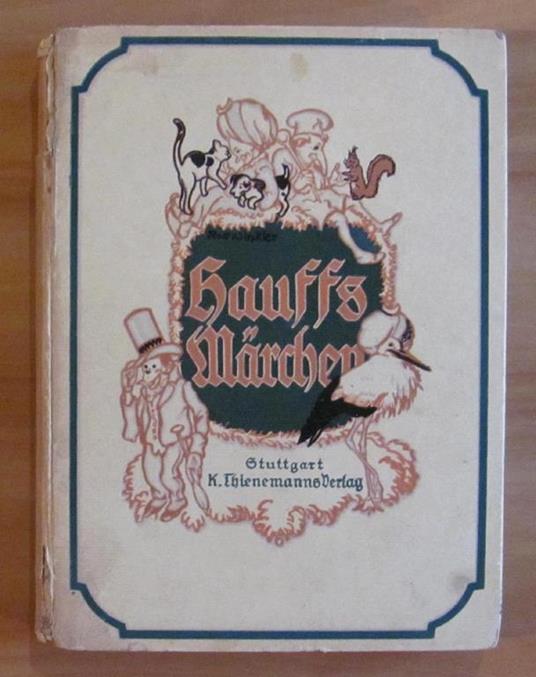 Hauffs
Märchen
Stuttgart
K. Thienemanns Verlag